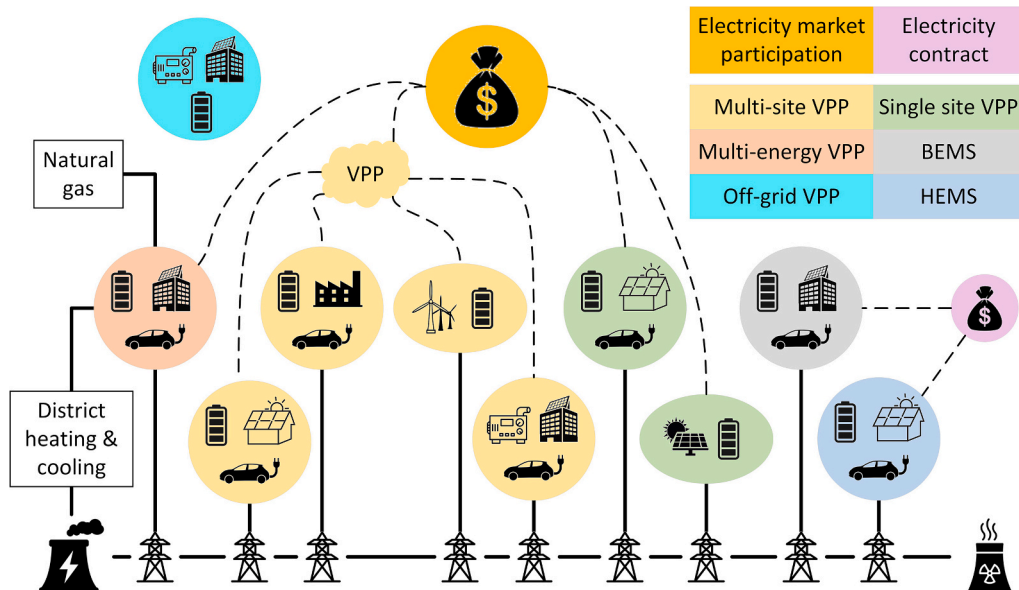 Electricity market
participation
Electricity
contract
Multi-site VPP
Single site VPP
Multi-energy VPP
BEMS
Off-grid VPP
HEMS
$
VPP
Natural
gas
$
District
heating &
cooling